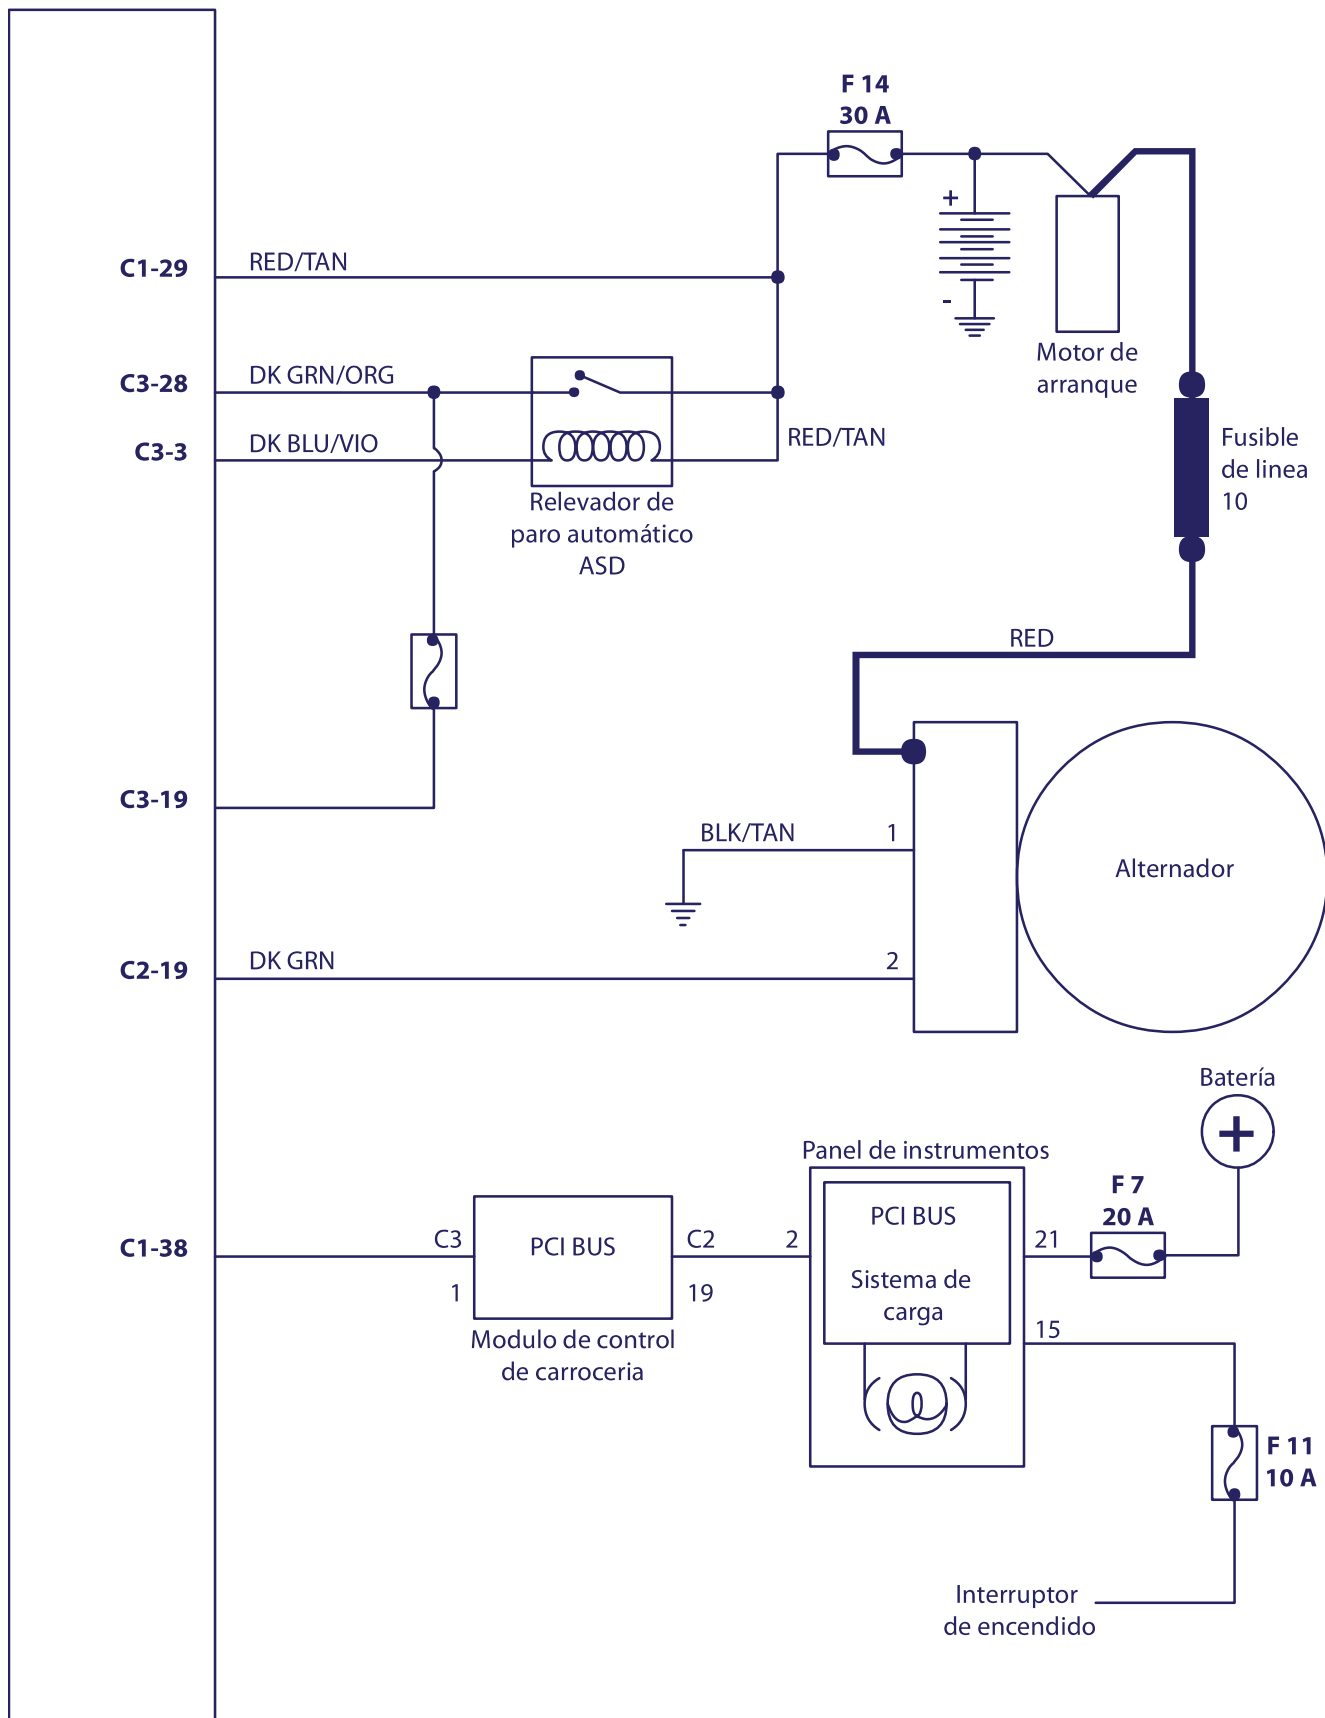 F 14
30 A
+
-
C1-29
RED/TAN
C3-28
DK GRN/ORG
C3-3
DK BLU/VIO
RED/TAN
Relevador de
paro automático
ASD
Motor de
arranque
Fusible
de linea
10
RED
C3-19
BLK/TAN
1
Alternador
C2-19
DK GRN
2
Batería
+
Panel de instrumentos
F 7
20 A
C1-38
C3
1
PCI BUS
C2
19
Modulo de control
de carroceria
2
PCI BUS
Sistema de
carga
21
15
F 11
10 A
Interruptor
de encendido